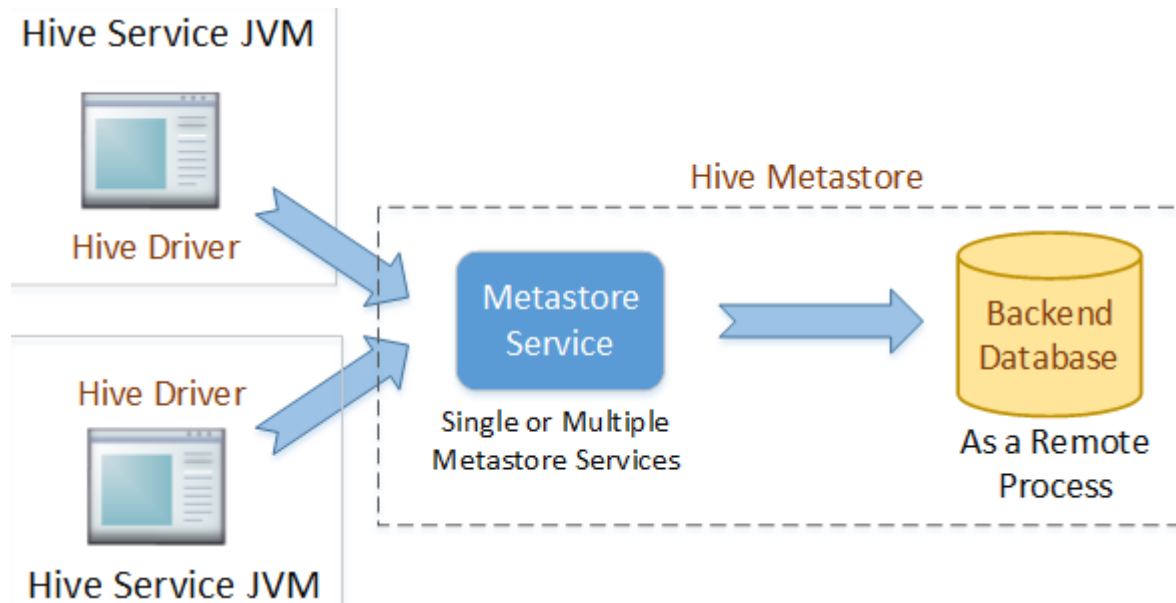 Hive Service JVM
Hive Driver
Hive Driver
Hive Service JVM
Hive Metastore
Metastore
Service
Single or Multiple
Metastore Services
Backend
Database
As a Remote
Process